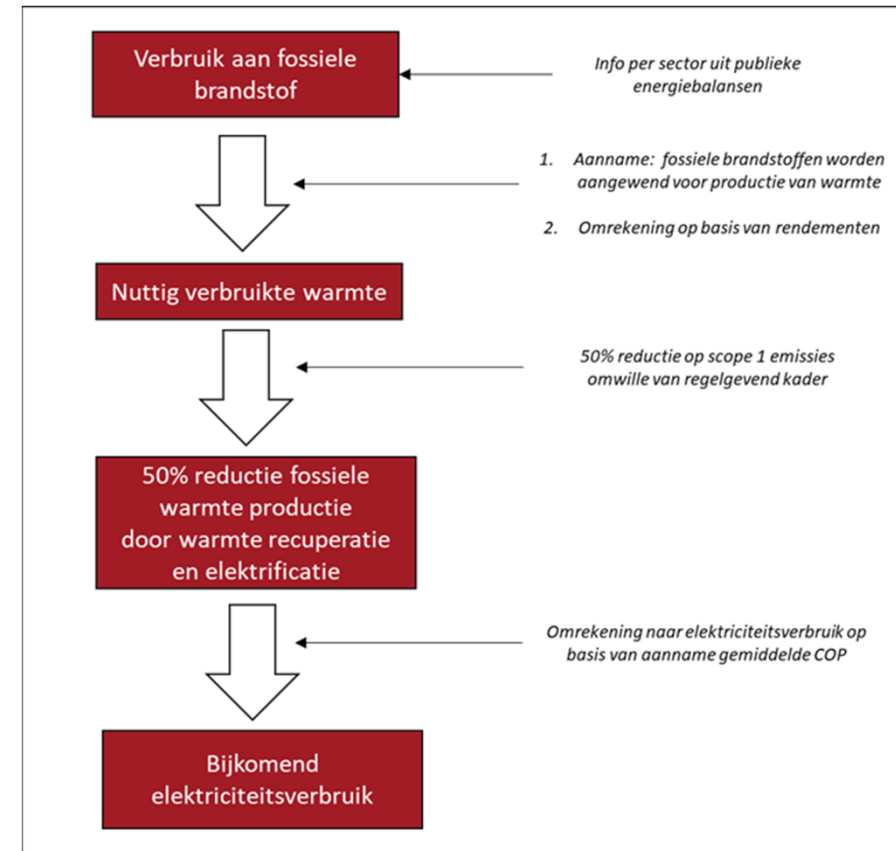 Verbruik aan fossiele
brandstof
Info per sector uit publieke
energiebalansen
1. Aanname: fossiele brandstoffen worden
aangewend voor productie van warmte
2. Omrekening op basis van rendementen
Nuttig verbruikte warmte
50% reductie op scope 1 emissies
omwille van regelgevend kader
50% reductie fossiele
warmte productie
door warmte recuperatie
en elektrificatie
Omrekening naar elektriciteitsverbruik op
basis van aanname gemiddelde COP
Bijkomend
elektriciteitsverbruik